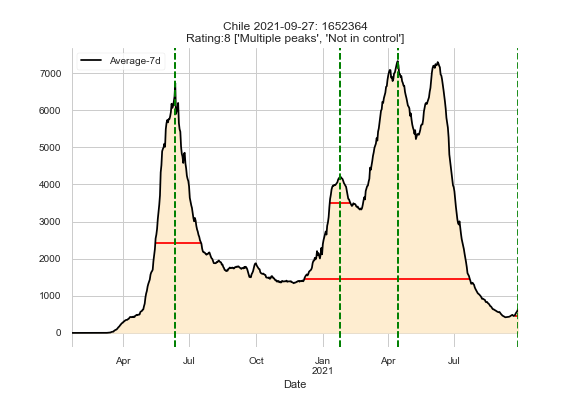 Chile 2021-09-27: 1652364
Rating:8 ['Multiple peaks', 'Not in control']
Average-7d
7000
6000
5000
4000
3000
2000
1000
0
Apr Jul Oct Jan Apr Jul
2021
Date